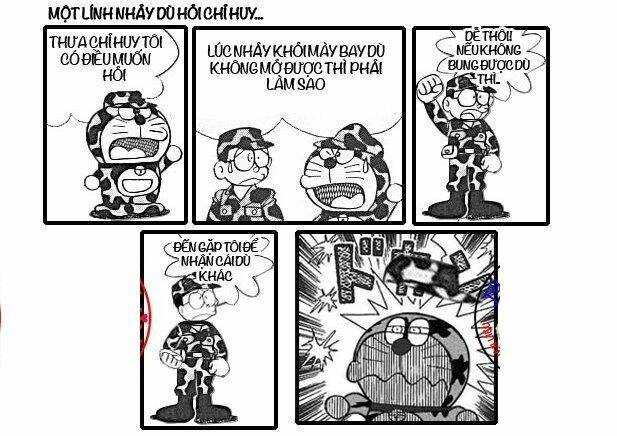 MỘT LÍNH NHẢY DÙ HỎI CHỈ HUY...
THƯA CHỈ HUY TÔI
CÓ ĐIỀU MUỐN
HỎI
LÚC NHẢY KHỎI MÀY BAY DÙ
KHÔNG MỞ ĐƯỢC THÌ PHẢI
LÀM SAO
DỄ THÔI!
NẾU KHÔNG
BUNG ĐƯỢC DÙ
THÌ..
ĐẾN GẶP TÔI ĐỂ
NHẬN CÁI DÙ
KHÁC